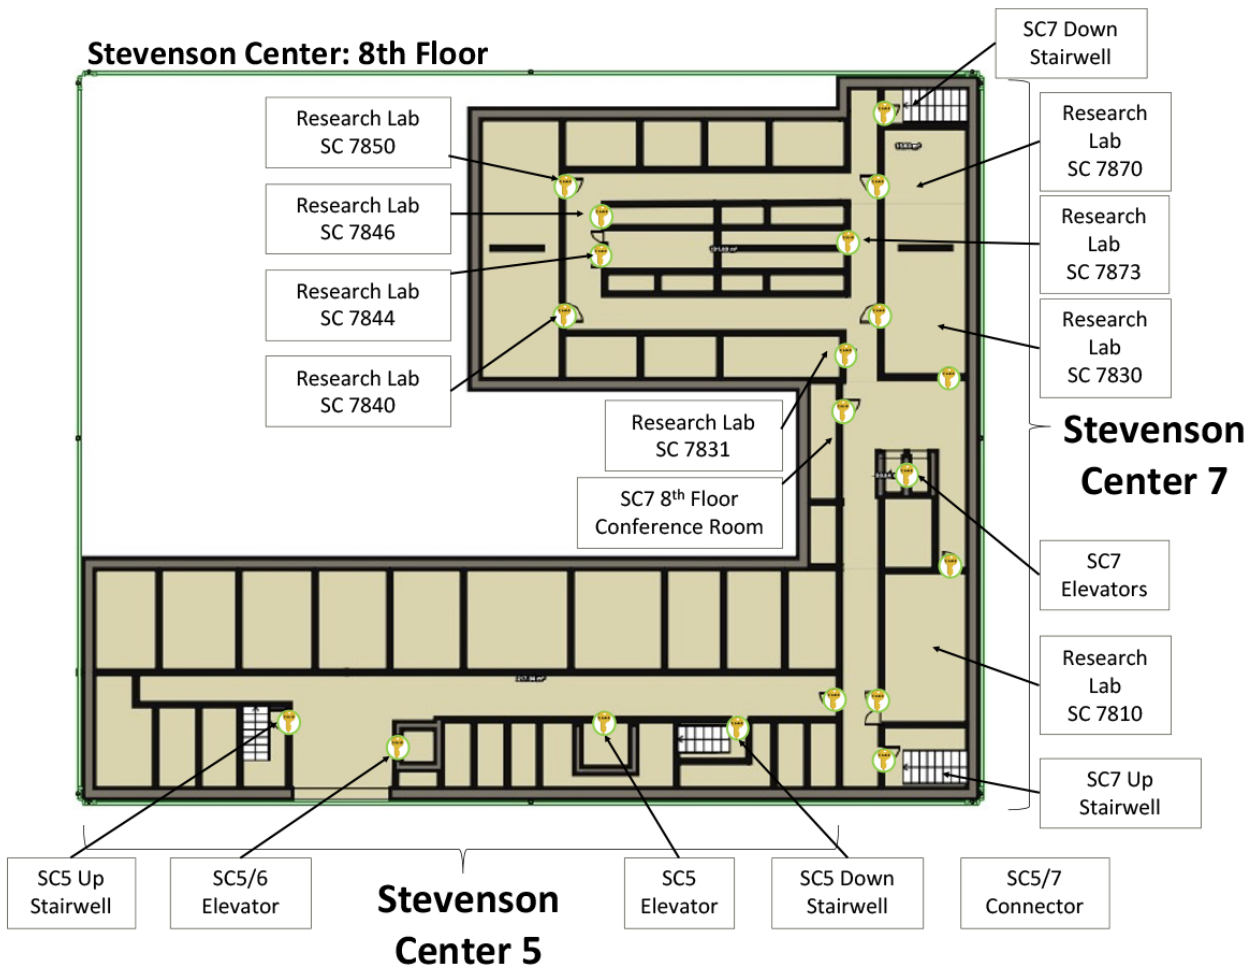 Stevenson Center: 8th Floor
SC7 Down
Stairwell
Research Lab
SC 7850
Research
Lab
SC 7870
Research Lab
SC 7846
Research
Lab
SC 7873
Research Lab
SC 7844
Research
Lab
SC 7830
Research Lab
SC 7840
Research Lab
SC 7831
Stevenson
Center 7
SC7 8th Floor
Conference Room
SC7
Elevators
Research
Lab
SC 7810
SC7 Up
Stairwell
SC5 Up
Stairwell
SC5/6
Elevator
Stevenson
Center 5
SC5
Elevator
SC5 Down
Stairwell
SC5/7
Connector